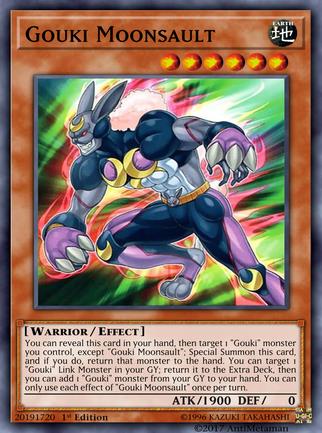 Gouki Moonsault
EARTH
地
[Warrior / Effect]
You can reveal this card in your hand, then target 1 "Gouki" monster
you control, except "Gouki Moonsault"; Special Summon this card,
and if you do, return that monster to the hand. You can target
1 "Gouki" Link Monster in your GY; return it to the Extra Deck, then
you can add 1 "Gouki" monster from your GY to your hand. You can
only use each effect of "Gouki Moonsault" once per turn.
ATK/1900 DEF/ 0
20191720 1st Edition ©1996 KAZUKI TAKAHASHI
©2017 AntiMetaman